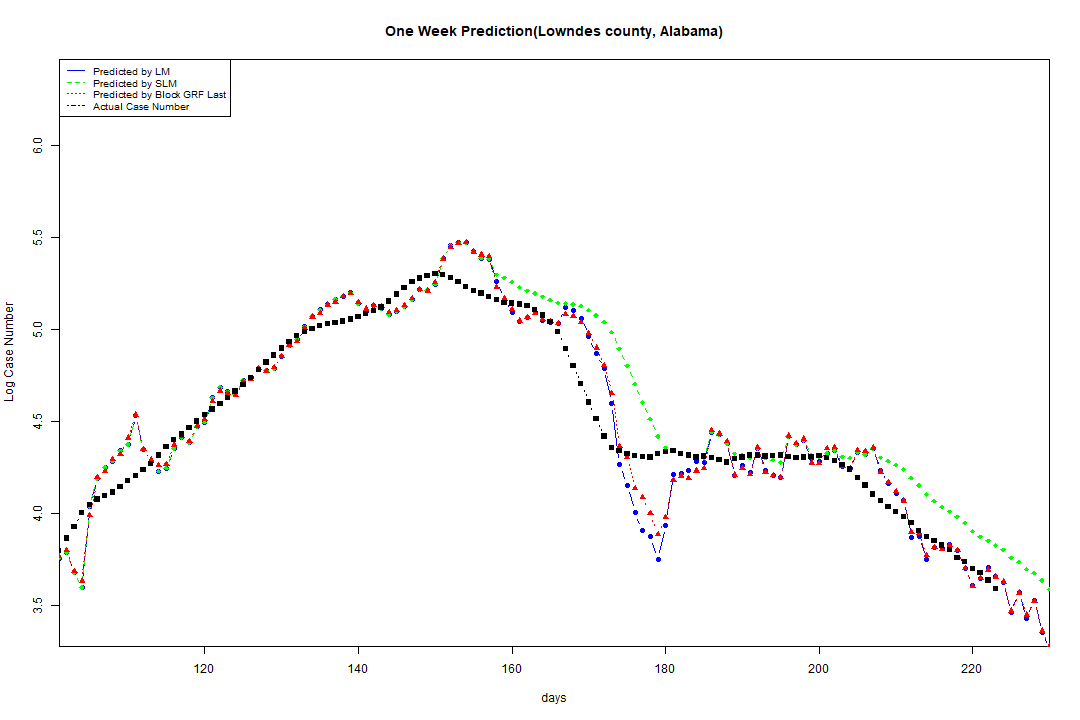 One Week Prediction(Lowndes county, Alabama)
Predicted by LM
Predicted by SLM
Predicted by Block GRF Last
Actual Case Number
6.0
5.5
5.0
4.5
4.0
3.5
Log Case Number
120 140 160 180 200 220
days